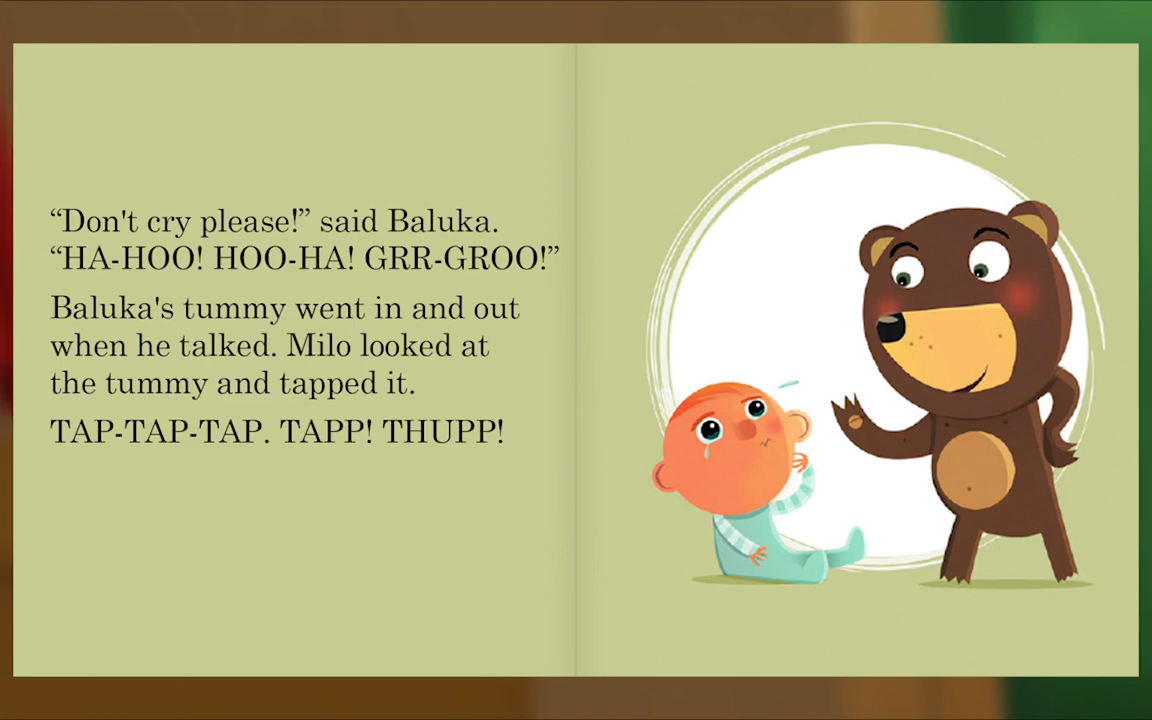 “Don't cry please!” said Baluka.
“HA-HOO! HOO-HA! GRR-GROO!”
Baluka's tummy went in and out
when he talked. Milo looked at
the tummy and tapped it.
TAP-TAP-TAP. TAPP! THUPP!